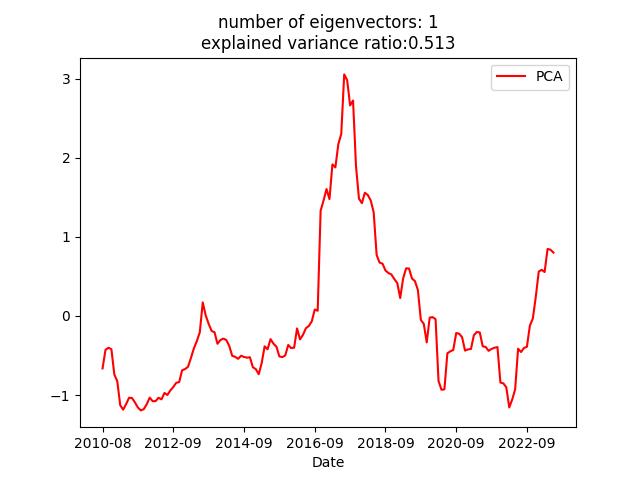 number of eigenvectors: 1
explained variance ratio:0.513
PCA
3
2
1
0
−1
2010-08 2012-09 2014-09 2016-09 2018-09 2020-09 2022-09
Date